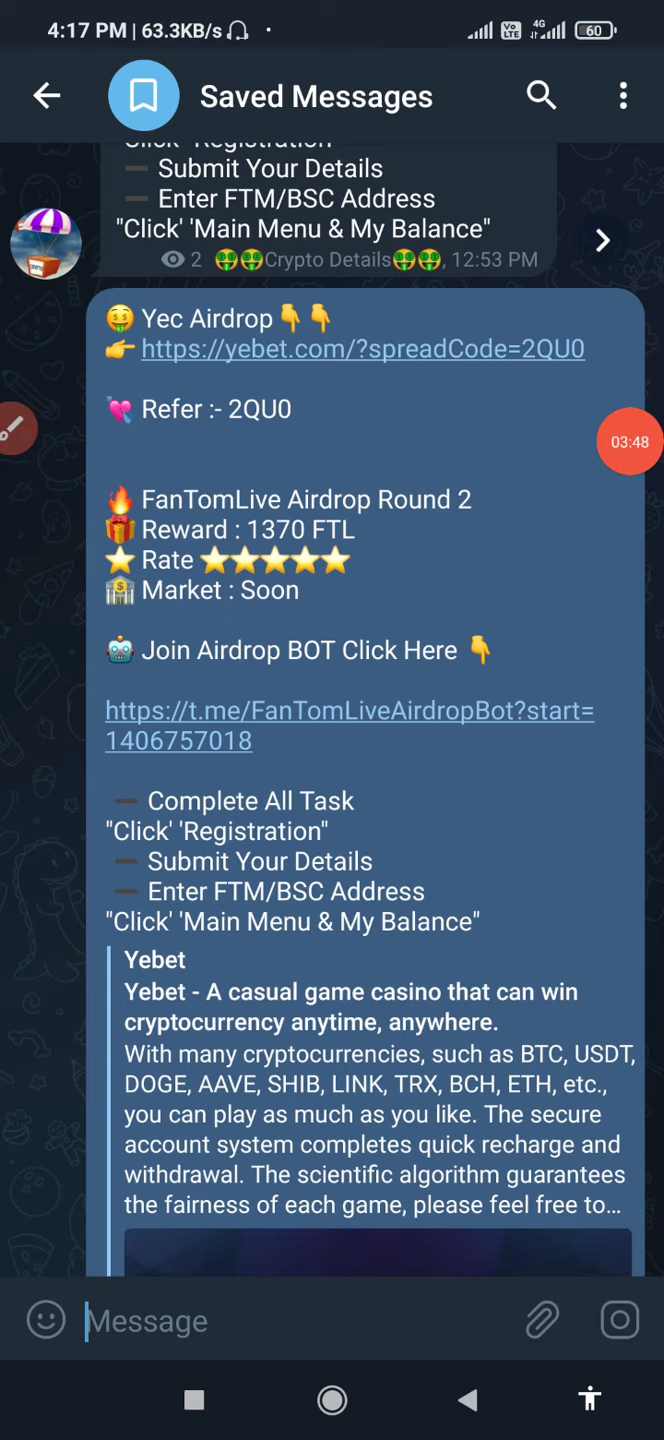 4:17 PM | 63.3KB/s
Vo LTE
4G
60
Saved Messages
Click' 'Registration"
➖ Submit Your Details
➖ Enter FTM/BSC Address
"Click' 'Main Menu & My Balance"
2 🤑🤑Crypto Details🤑🤑, 12:53 PM
🤑 Yec Airdrop👇👇
👉 https://yebet.com/?spreadCode=2QU0
💘 Refer :- 2QU0
03:48
🔥 FanTomLive Airdrop Round 2
🎁 Reward : 1370 FTL
⭐ Rate ⭐⭐⭐⭐⭐
🏦 Market : Soon
🤖 Join Airdrop BOT Click Here 👇
https://t.me/FanTomLiveAirdropBot?start=
1406757018
➖ Complete All Task
"Click' 'Registration"
➖ Submit Your Details
➖ Enter FTM/BSC Address
"Click' 'Main Menu & My Balance"
Yebet
Yebet - A casual game casino that can win
cryptocurrency anytime, anywhere.
With many cryptocurrencies, such as BTC, USDT,
DOGE, AAVE, SHIB, LINK, TRX, BCH, ETH, etc.,
you can play as much as you like. The secure
account system completes quick recharge and
withdrawal. The scientific algorithm guarantees
the fairness of each game, please feel free to...
Message